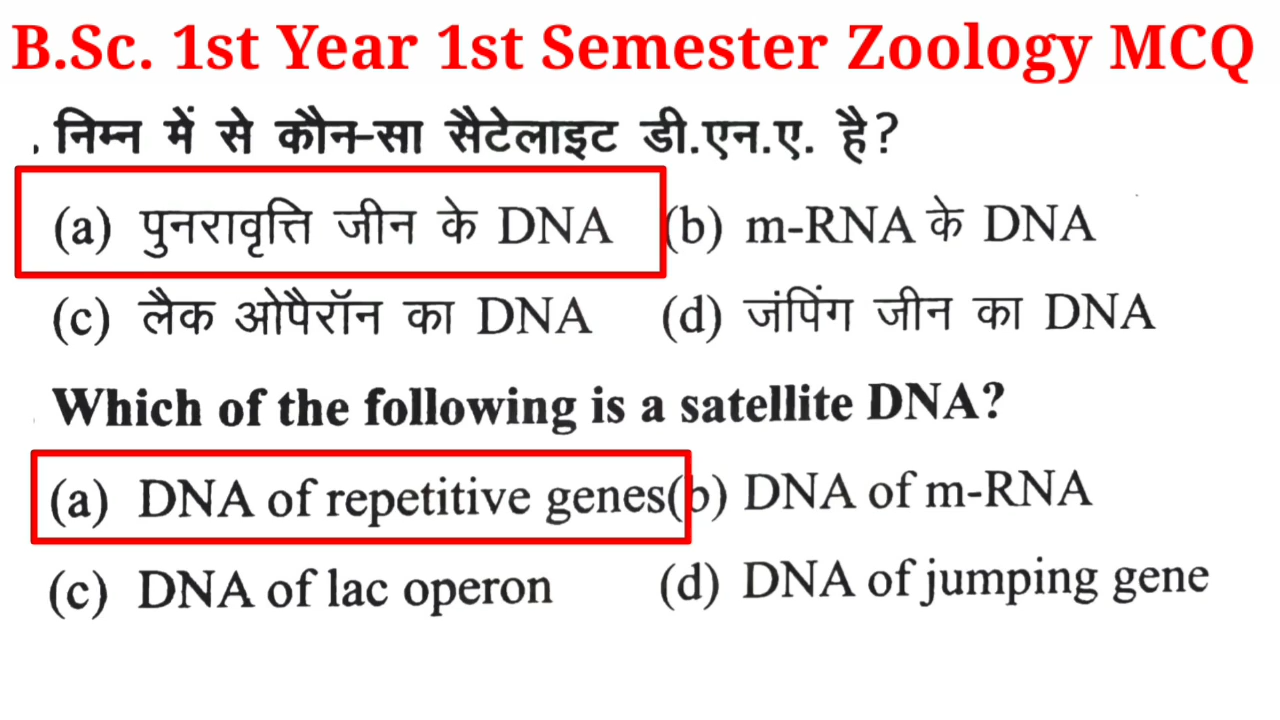 B.Sc. 1st Year 1st Semester Zoology MCQ
. निम्न में से कौन-सा सैटेलाइट डी.एन.ए. है?
(a) पुनरावृत्ति जीन के DNA (b) m-RNA के DNA
(c) लैक ओपैरॉन का DNA (d) जंपिंग जीन का DNA
Which of the following is a satellite DNA?
(a) DNA of repetitive genes(b) DNA of m-RNA
(c) DNA of lac operon (d) DNA of jumping gene